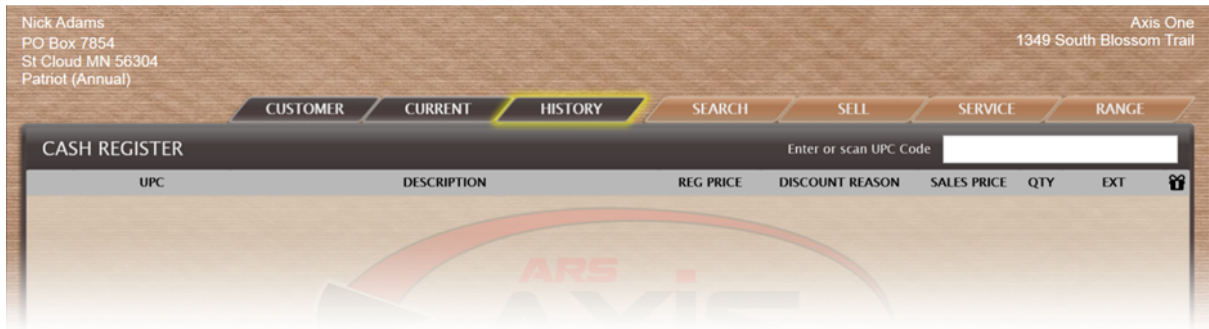 Nick Adams
PO Box 7854
St Cloud MN 56304
Patriot (Annual)
Axis One
1349 South Blossom Trail
CUSTOMER CURRENT HISTORY SEARCH SELL SERVICE RANGE
CASH REGISTER Enter or scan UPC Code
UPC DESCRIPTION REG PRICE DISCOUNT REASON SALES PRICE QTY EXT
ARS
AXIS